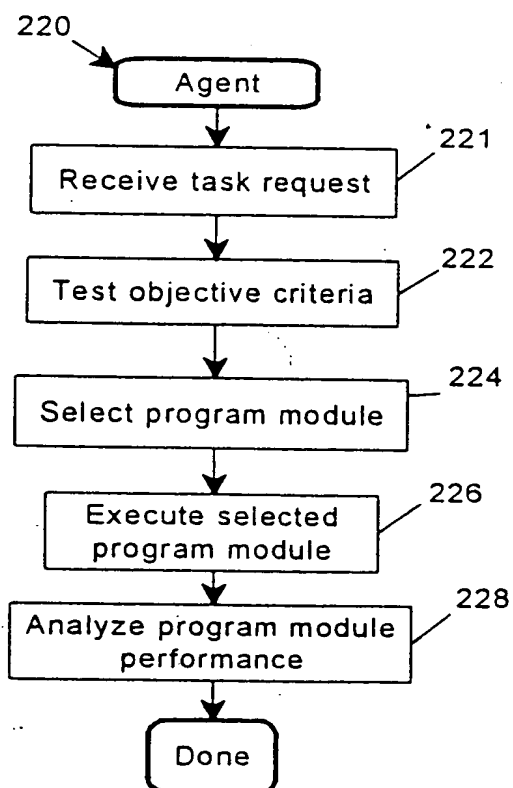 220
Agent
221
Receive task request
222
Test objective criteria
224
Select program module
226
Execute selected
program module
228
Analyze program module
performance
Done